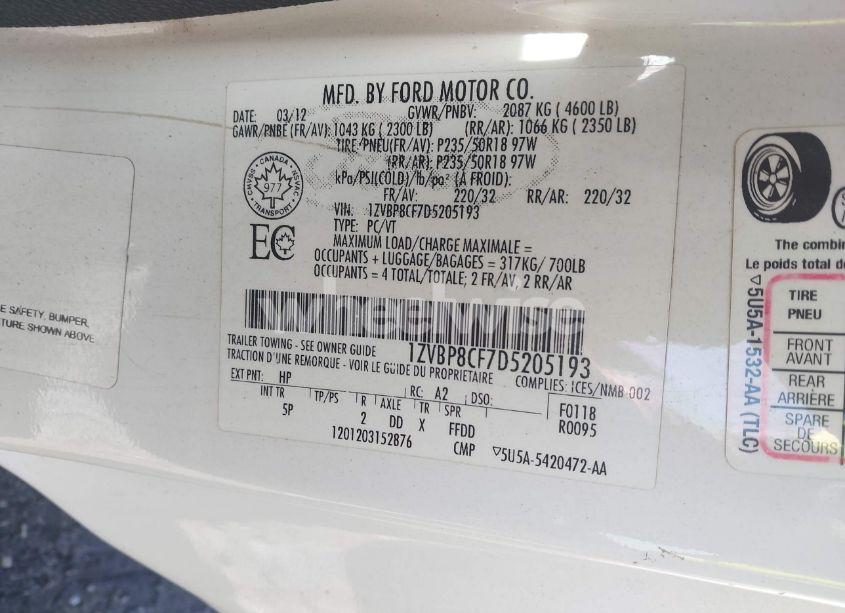 MFD. BY FORD MOTOR CO.
DATE: 03/12 GVWR/PNBV: 2087 KG ( 4600 LB)
GAWR/PNBE (FR/AV): 1043 KG ( 2300 LB) (RR/AR): 1066 KG ( 2350 LB)
TIRE/PNEU(FR/AV): P235/50R18 97W
(RR/AR): P235/50R18 97W
kPa/PSI(COLD)/lb/po² (À FROID):
FR/AV: 220/32 RR/AR: 220/32
VIN: 1ZVBP8CF7D5205193
TYPE: PC/VT
MAXIMUM LOAD/CHARGE MAXIMALE =
OCCUPANTS + LUGGAGE/BAGAGES = 317KG/ 700LB
OCCUPANTS = 4 TOTAL/TOTALE: 2 FR/AV, 2 RR/AR
CMVSS • CANADA • NSVAC
977
TRANSPORT
EC
wheelwise
1ZVBP8CF7D5205193
TRAILER TOWING - SEE OWNER GUIDE
TRACTION D'UNE REMORQUE - VOIR LE GUIDE DU PROPRIETAIRE
COMPLIES: ICES/NMB-002
EXT PNT: HP RC: A2 DSO:
INT TR TP/PS R AXLE TR SPR
5P 2 DD X FFDD
F0118
R0095
1201203152876 CMP ▽5U5A-5420472-AA
E SAFETY, BUMPER,
TURE SHOWN ABOVE
The combin
Le poids total de
▽5U5A-1532-AA (TLC)
TIRE
PNEU
FRONT
AVANT
REAR
ARRIÈRE
SPARE
DE
SECOURS